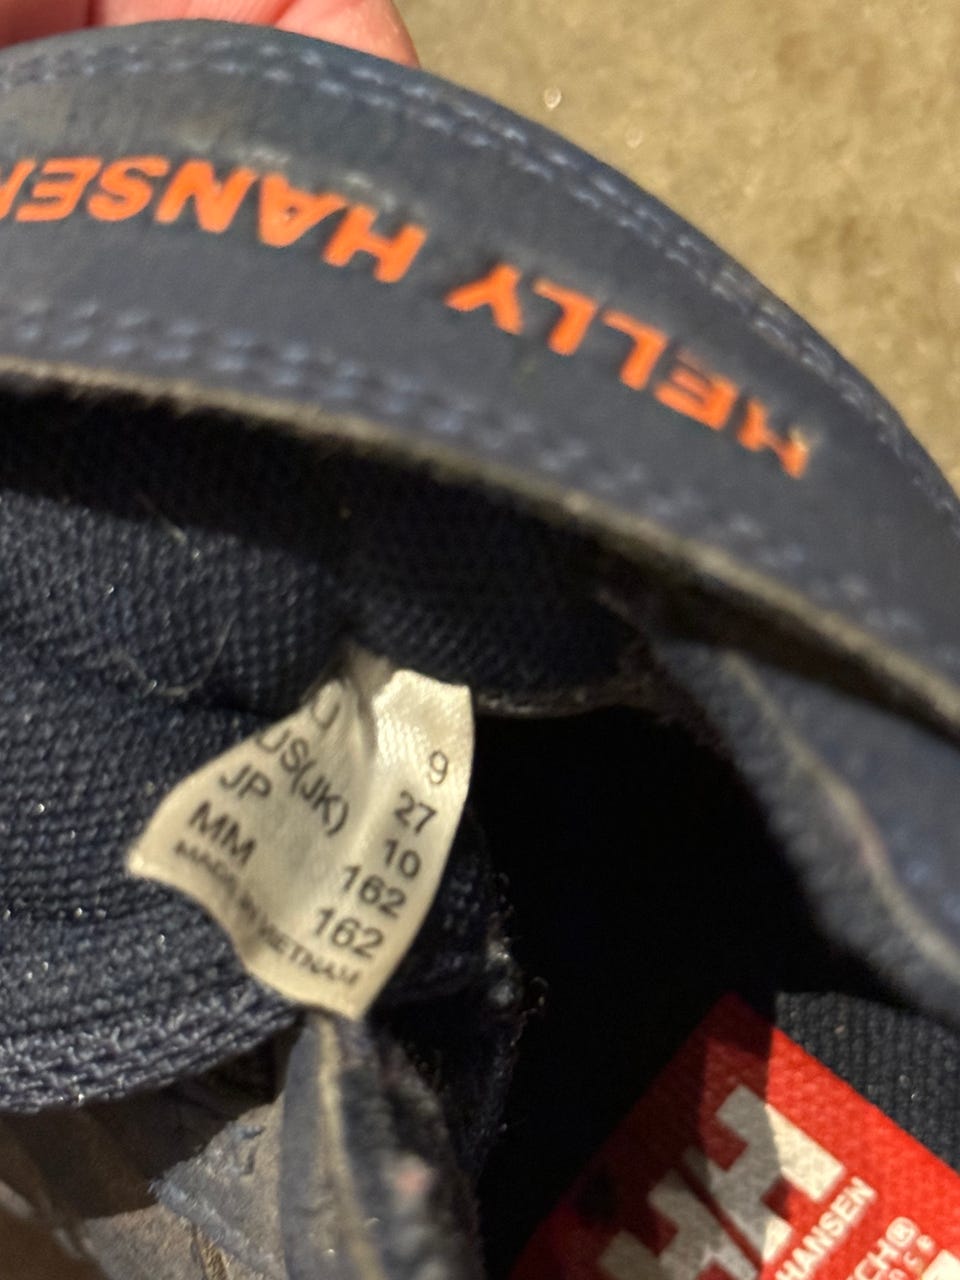 HELLY HANSEN
9
27
US(JK) 10
JP 162
MM 162
MADE IN VIETNAM
HANSEN